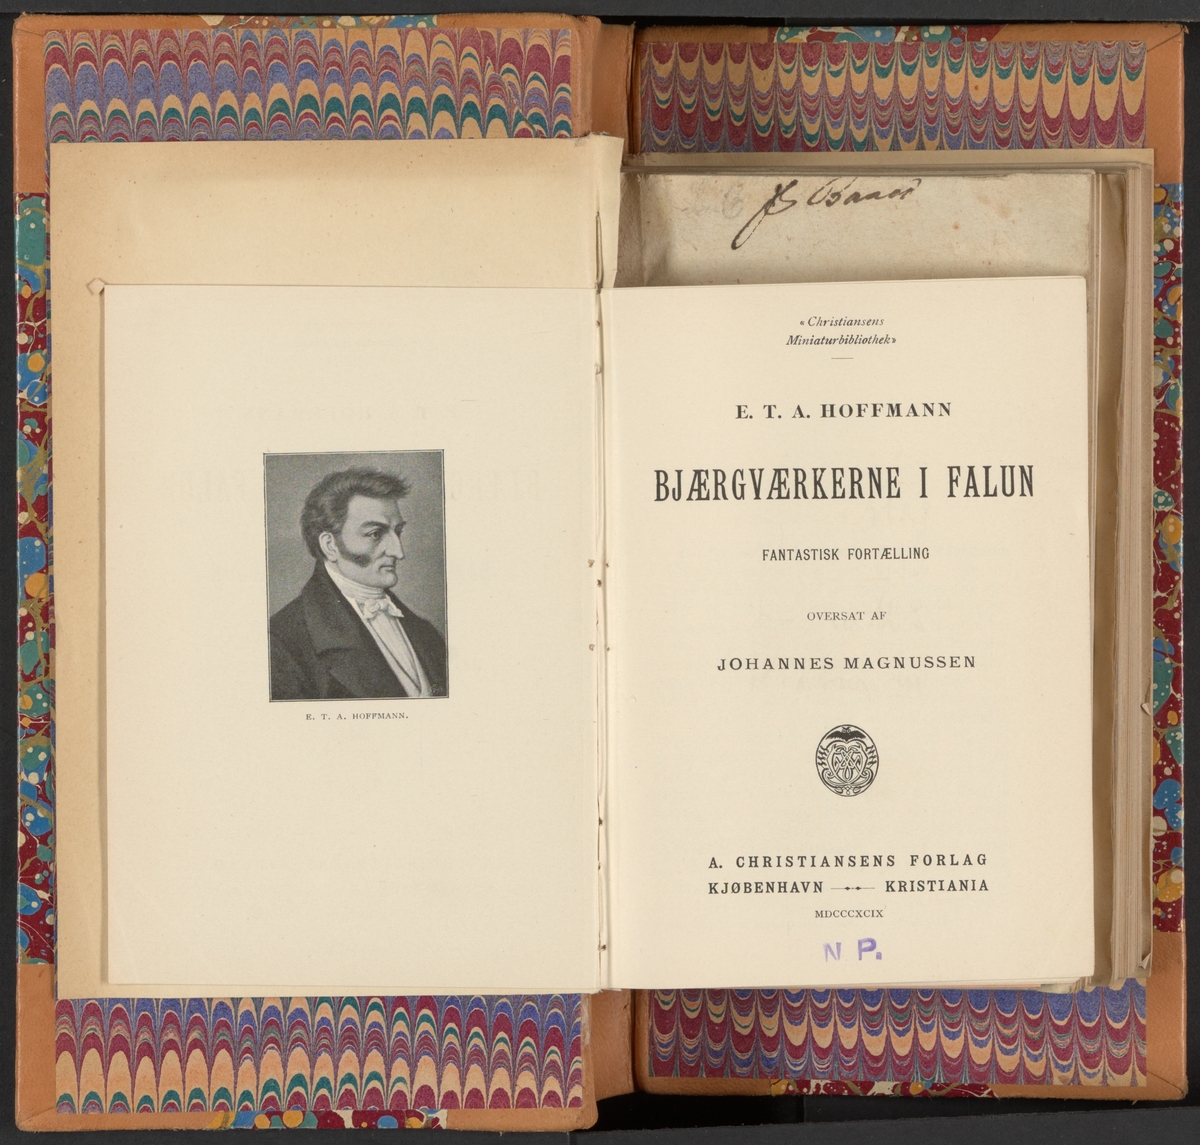 E. T. A. HOFFMANN.
«Christiansens
Miniaturbibliothek»
E. T. A. HOFFMANN
BJÆRGVÆRKERNE I FALUN
FANTASTISK FORTÆLLING
OVERSAT AF
JOHANNES MAGNUSSEN
A. CHRISTIANSENS FORLAG
KJØBENHAVN KRISTIANIA
MDCCCXCIX
N P.